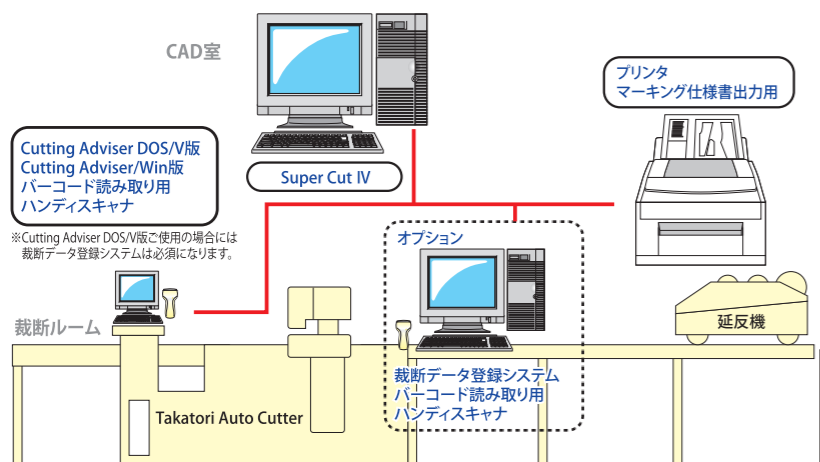 CAD室
プリンタ
マーキング仕様書出力用
Cutting Adviser DOS/V版
Cutting Adviser/Win版
バーコード読み取り用
ハンディスキャナ
Super Cut Ⅳ
※Cutting Adviser DOS/V版ご使用の場合には
裁断データ登録システムは必須になります。
オプション
裁断ルーム
延反機
裁断データ登録システム
バーコード読み取り用
ハンディスキャナ
Takatori Auto Cutter